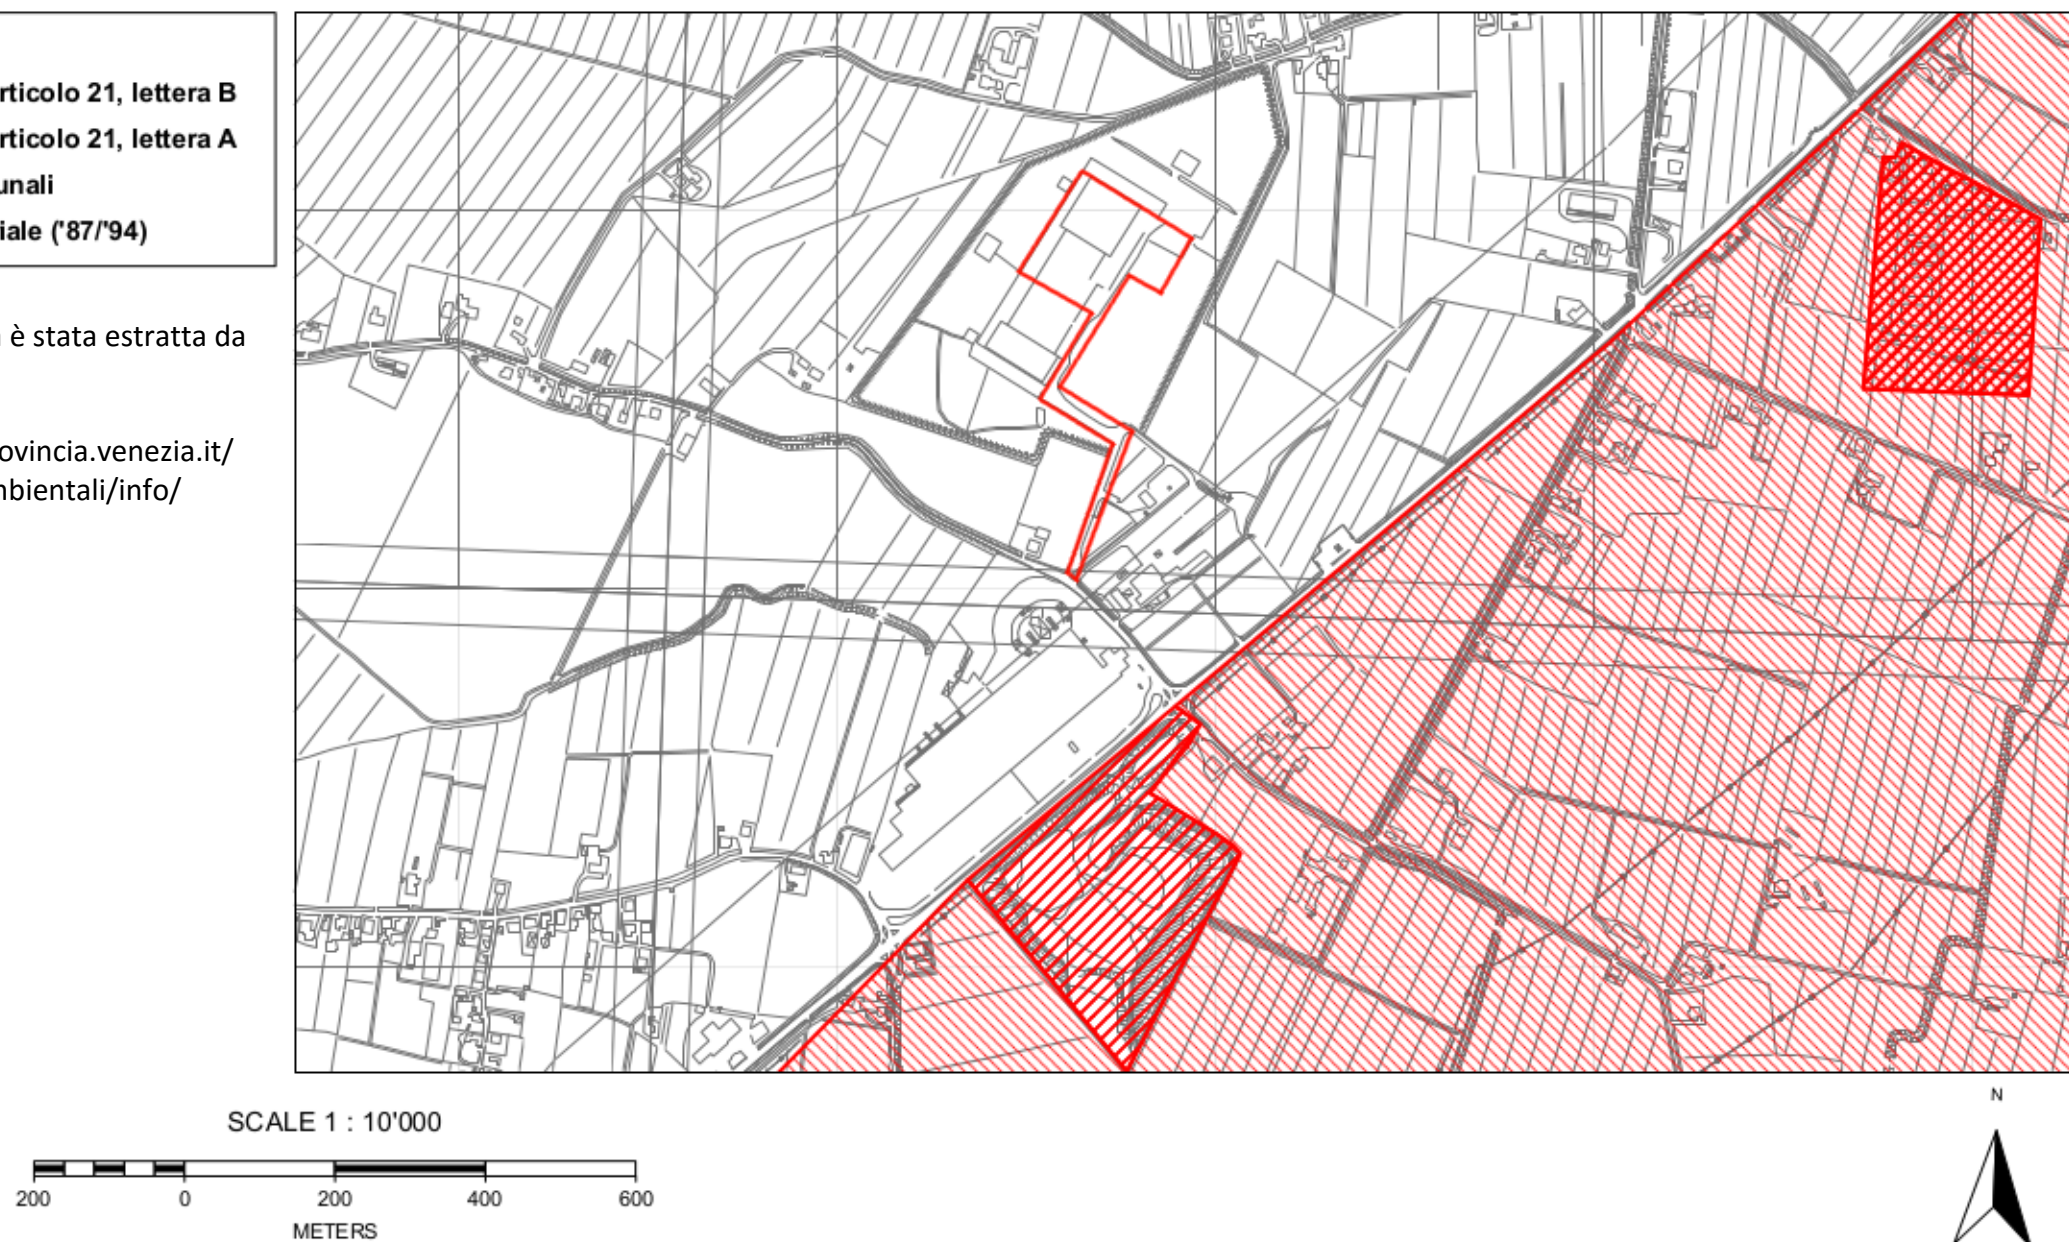 rticolo 21, lettera B
rticolo 21, lettera A
unali
iale ('87/'94)
è stata estratta da
ovincia.venezia.it/
nbientali/info/
SCALE 1 : 10'000
200 0 200 400 600
METERS
N